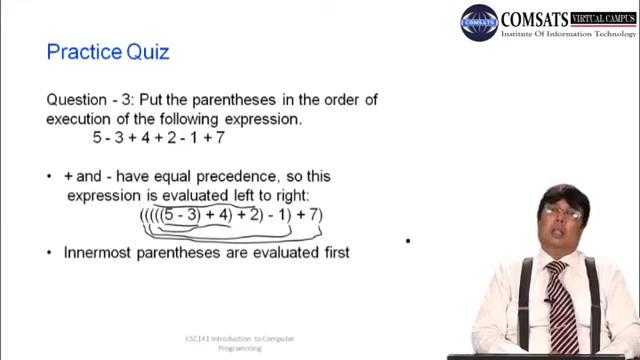 COMSATS VIRTUAL CAMPUS
Institute Of Information Technology
Practice Quiz
Question - 3: Put the parentheses in the order of
execution of the following expression.
5 - 3 + 4 + 2 - 1 + 7
• + and - have equal precedence, so this
expression is evaluated left to right:
(((((5 - 3) + 4) + 2) - 1) + 7)
• Innermost parentheses are evaluated first
CSC141 Introduction to Computer
Programming